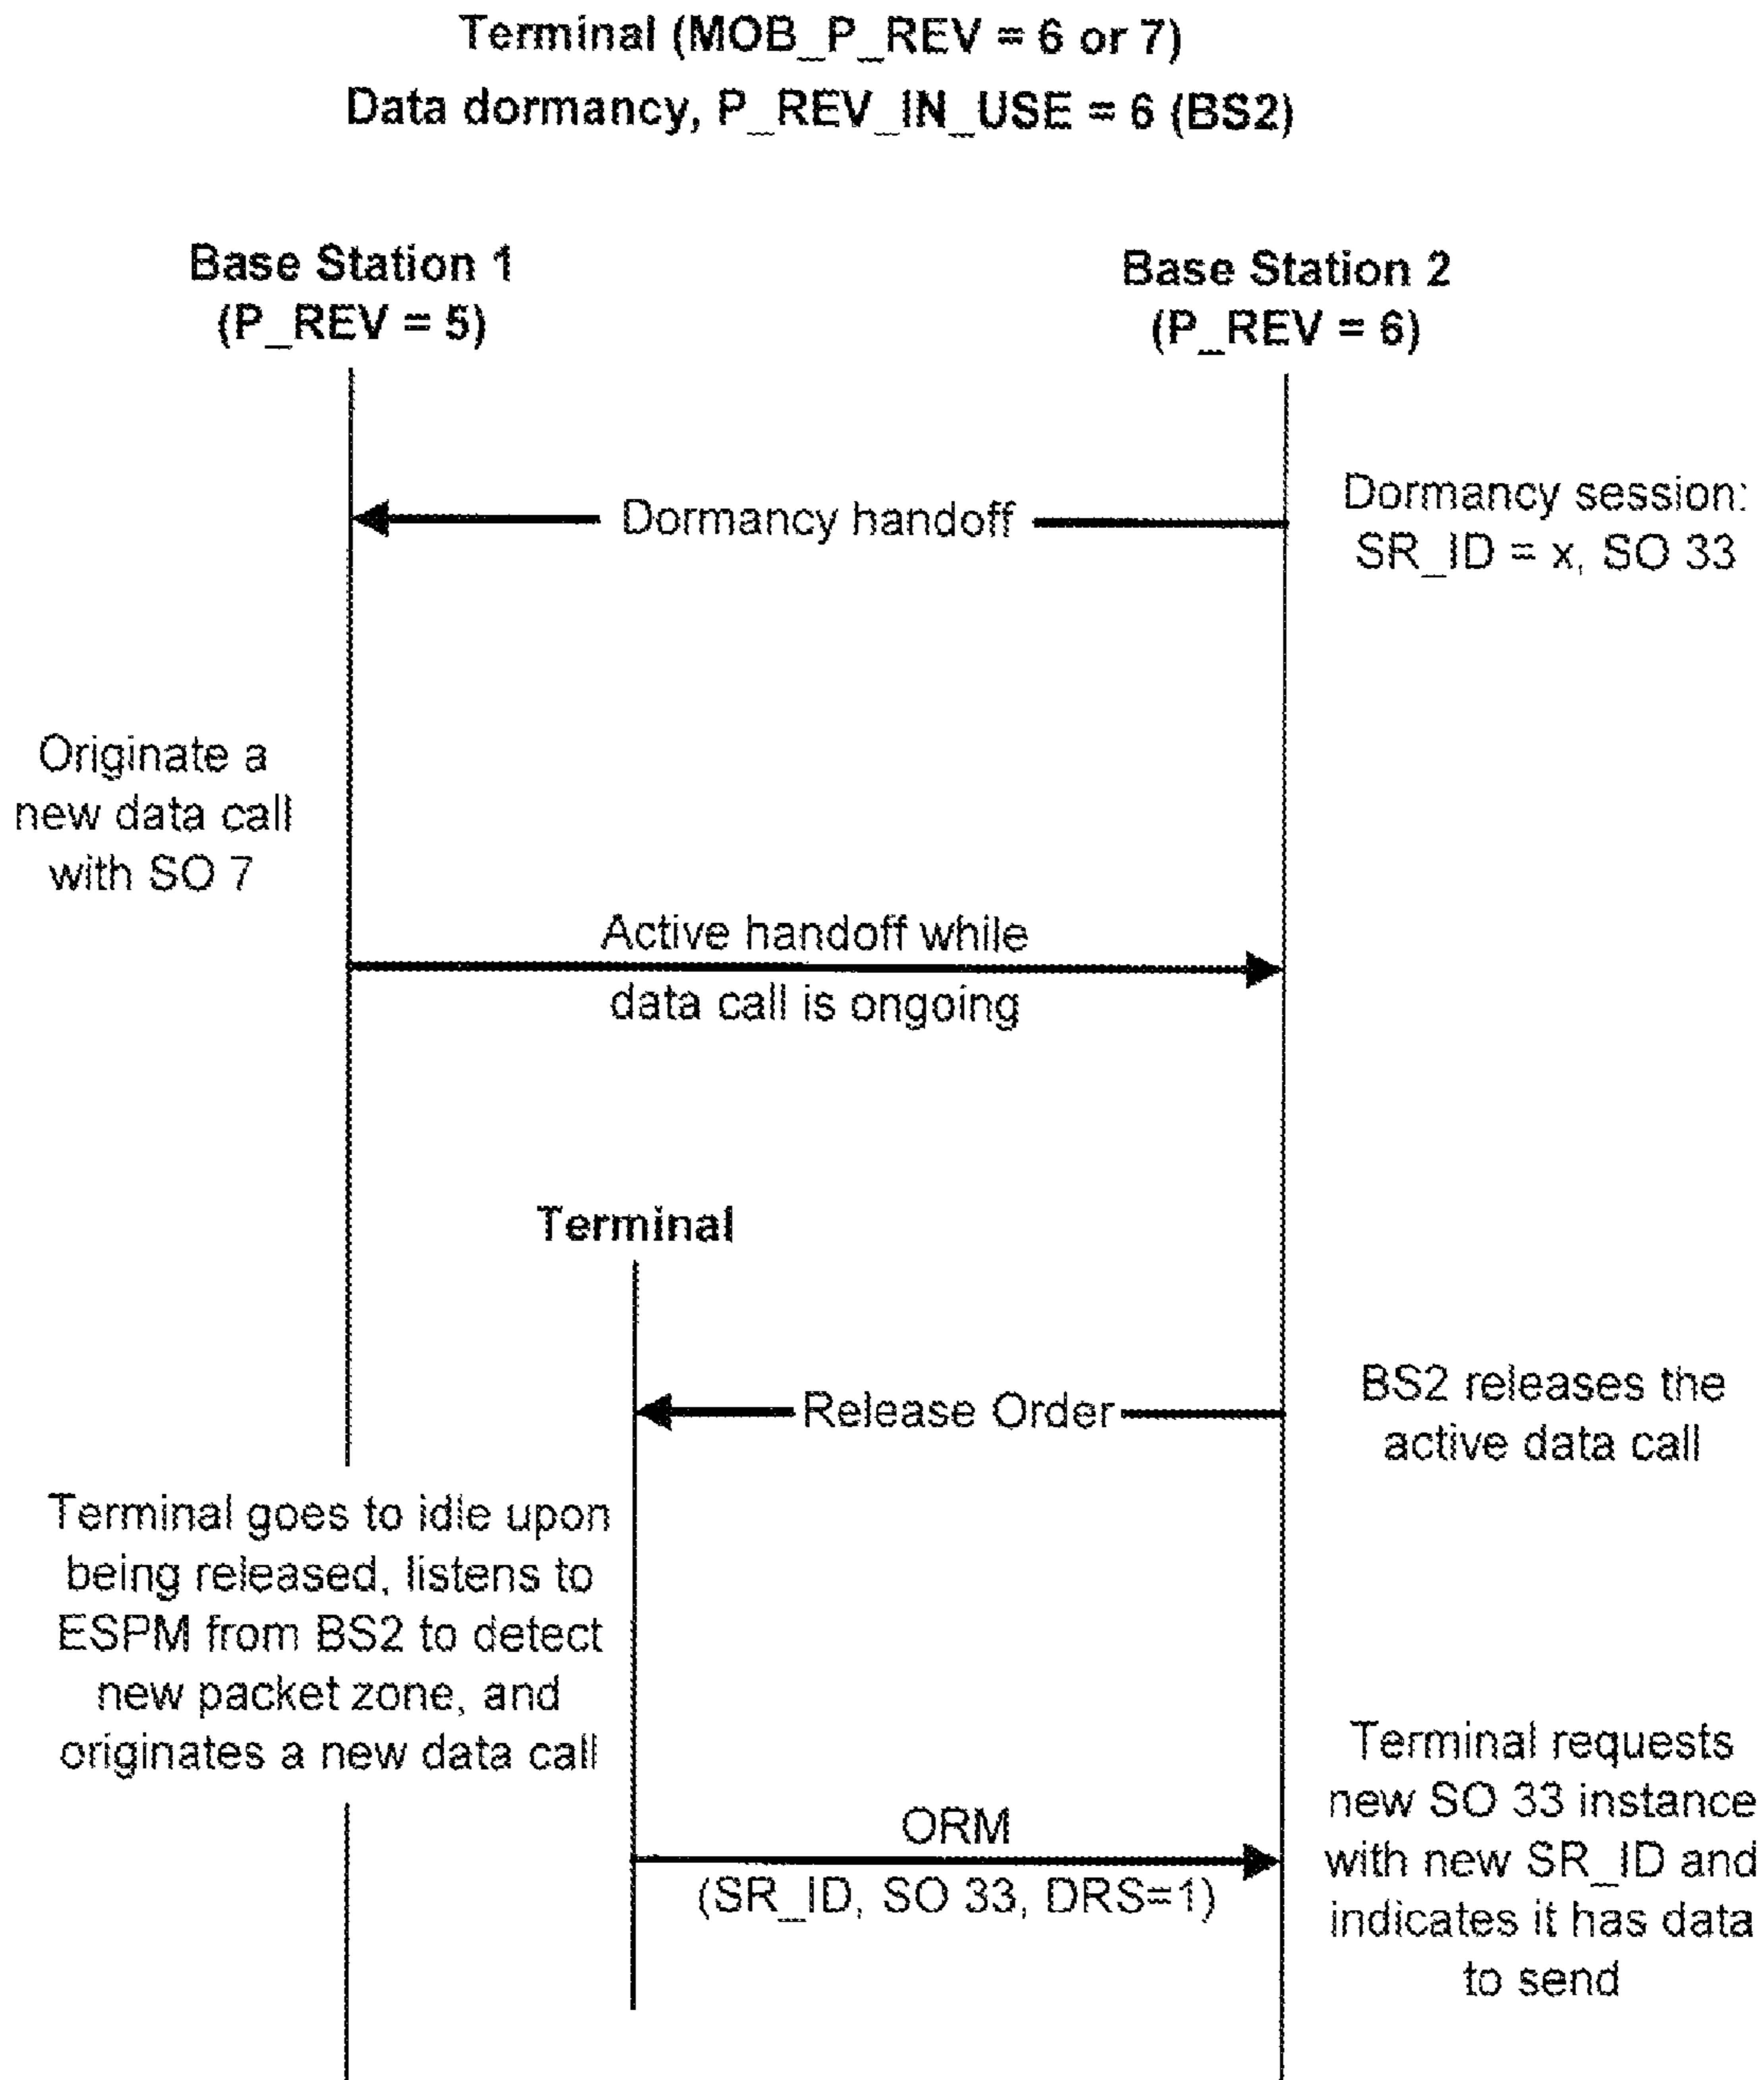 Terminal (MOB_P_REV = 6 or 7)
Data dormancy, P_REV_IN_USE = 6 (BS2)
Base Station 1
(P_REV = 5)
Base Station 2
(P_REV = 6)
Dormancy handoff
Dormancy session:
SR_ID = x, SO 33
Originate a
new data call
with SO 7
Active handoff while
data call is ongoing
Terminal
Release Order
BS2 releases the
active data call
Terminal goes to idle upon
being released, listens to
ESPM from BS2 to detect
new packet zone, and
originates a new data call
ORM
(SR_ID, SO 33, DRS=1)
Terminal requests
new SO 33 instance
with new SR_ID and
indicates it has data
to send